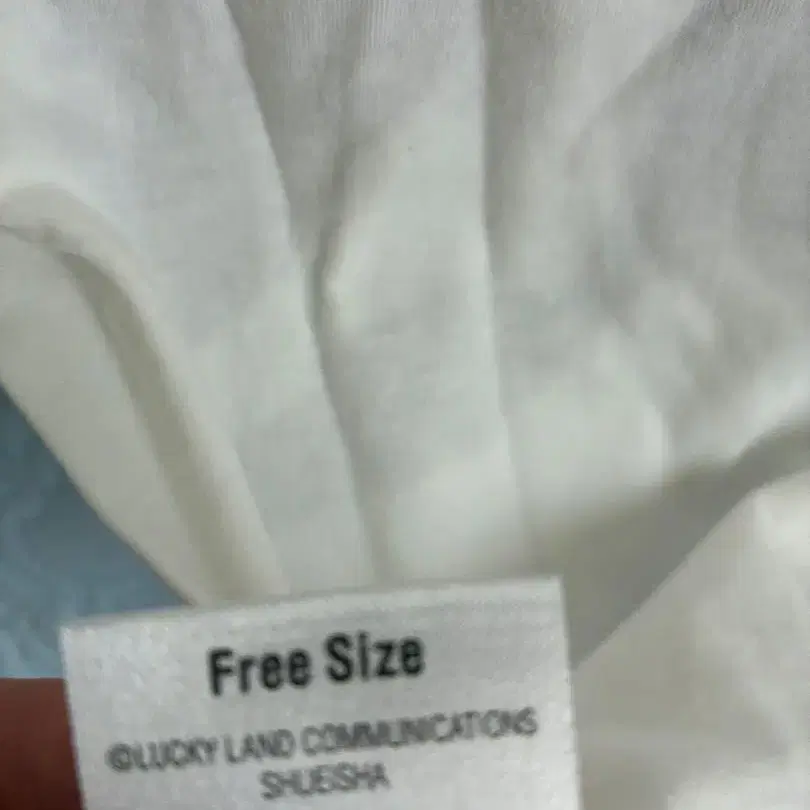 Free Size
@LUCKY LAND COMMUNICATIONS
SHUEISHA